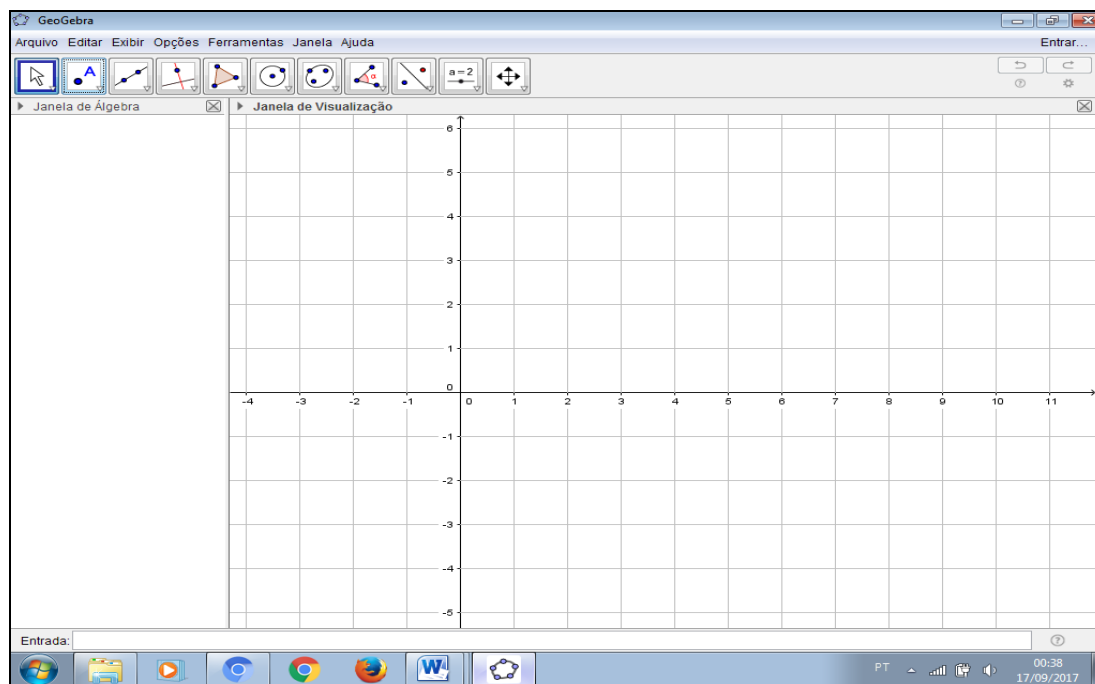 GeoGebra
Arquivo Editar Exibir Opções Ferramentas Janela Ajuda Entrar...
A α a=2
Janela de Álgebra Janela de Visualização
6
5
4
3
2
1
0
-4 -3 -2 -1 0 1 2 3 4 5 6 7 8 9 10 11
-1
-2
-3
-4
-5
Entrada:
W PT 00:38
17/09/2017